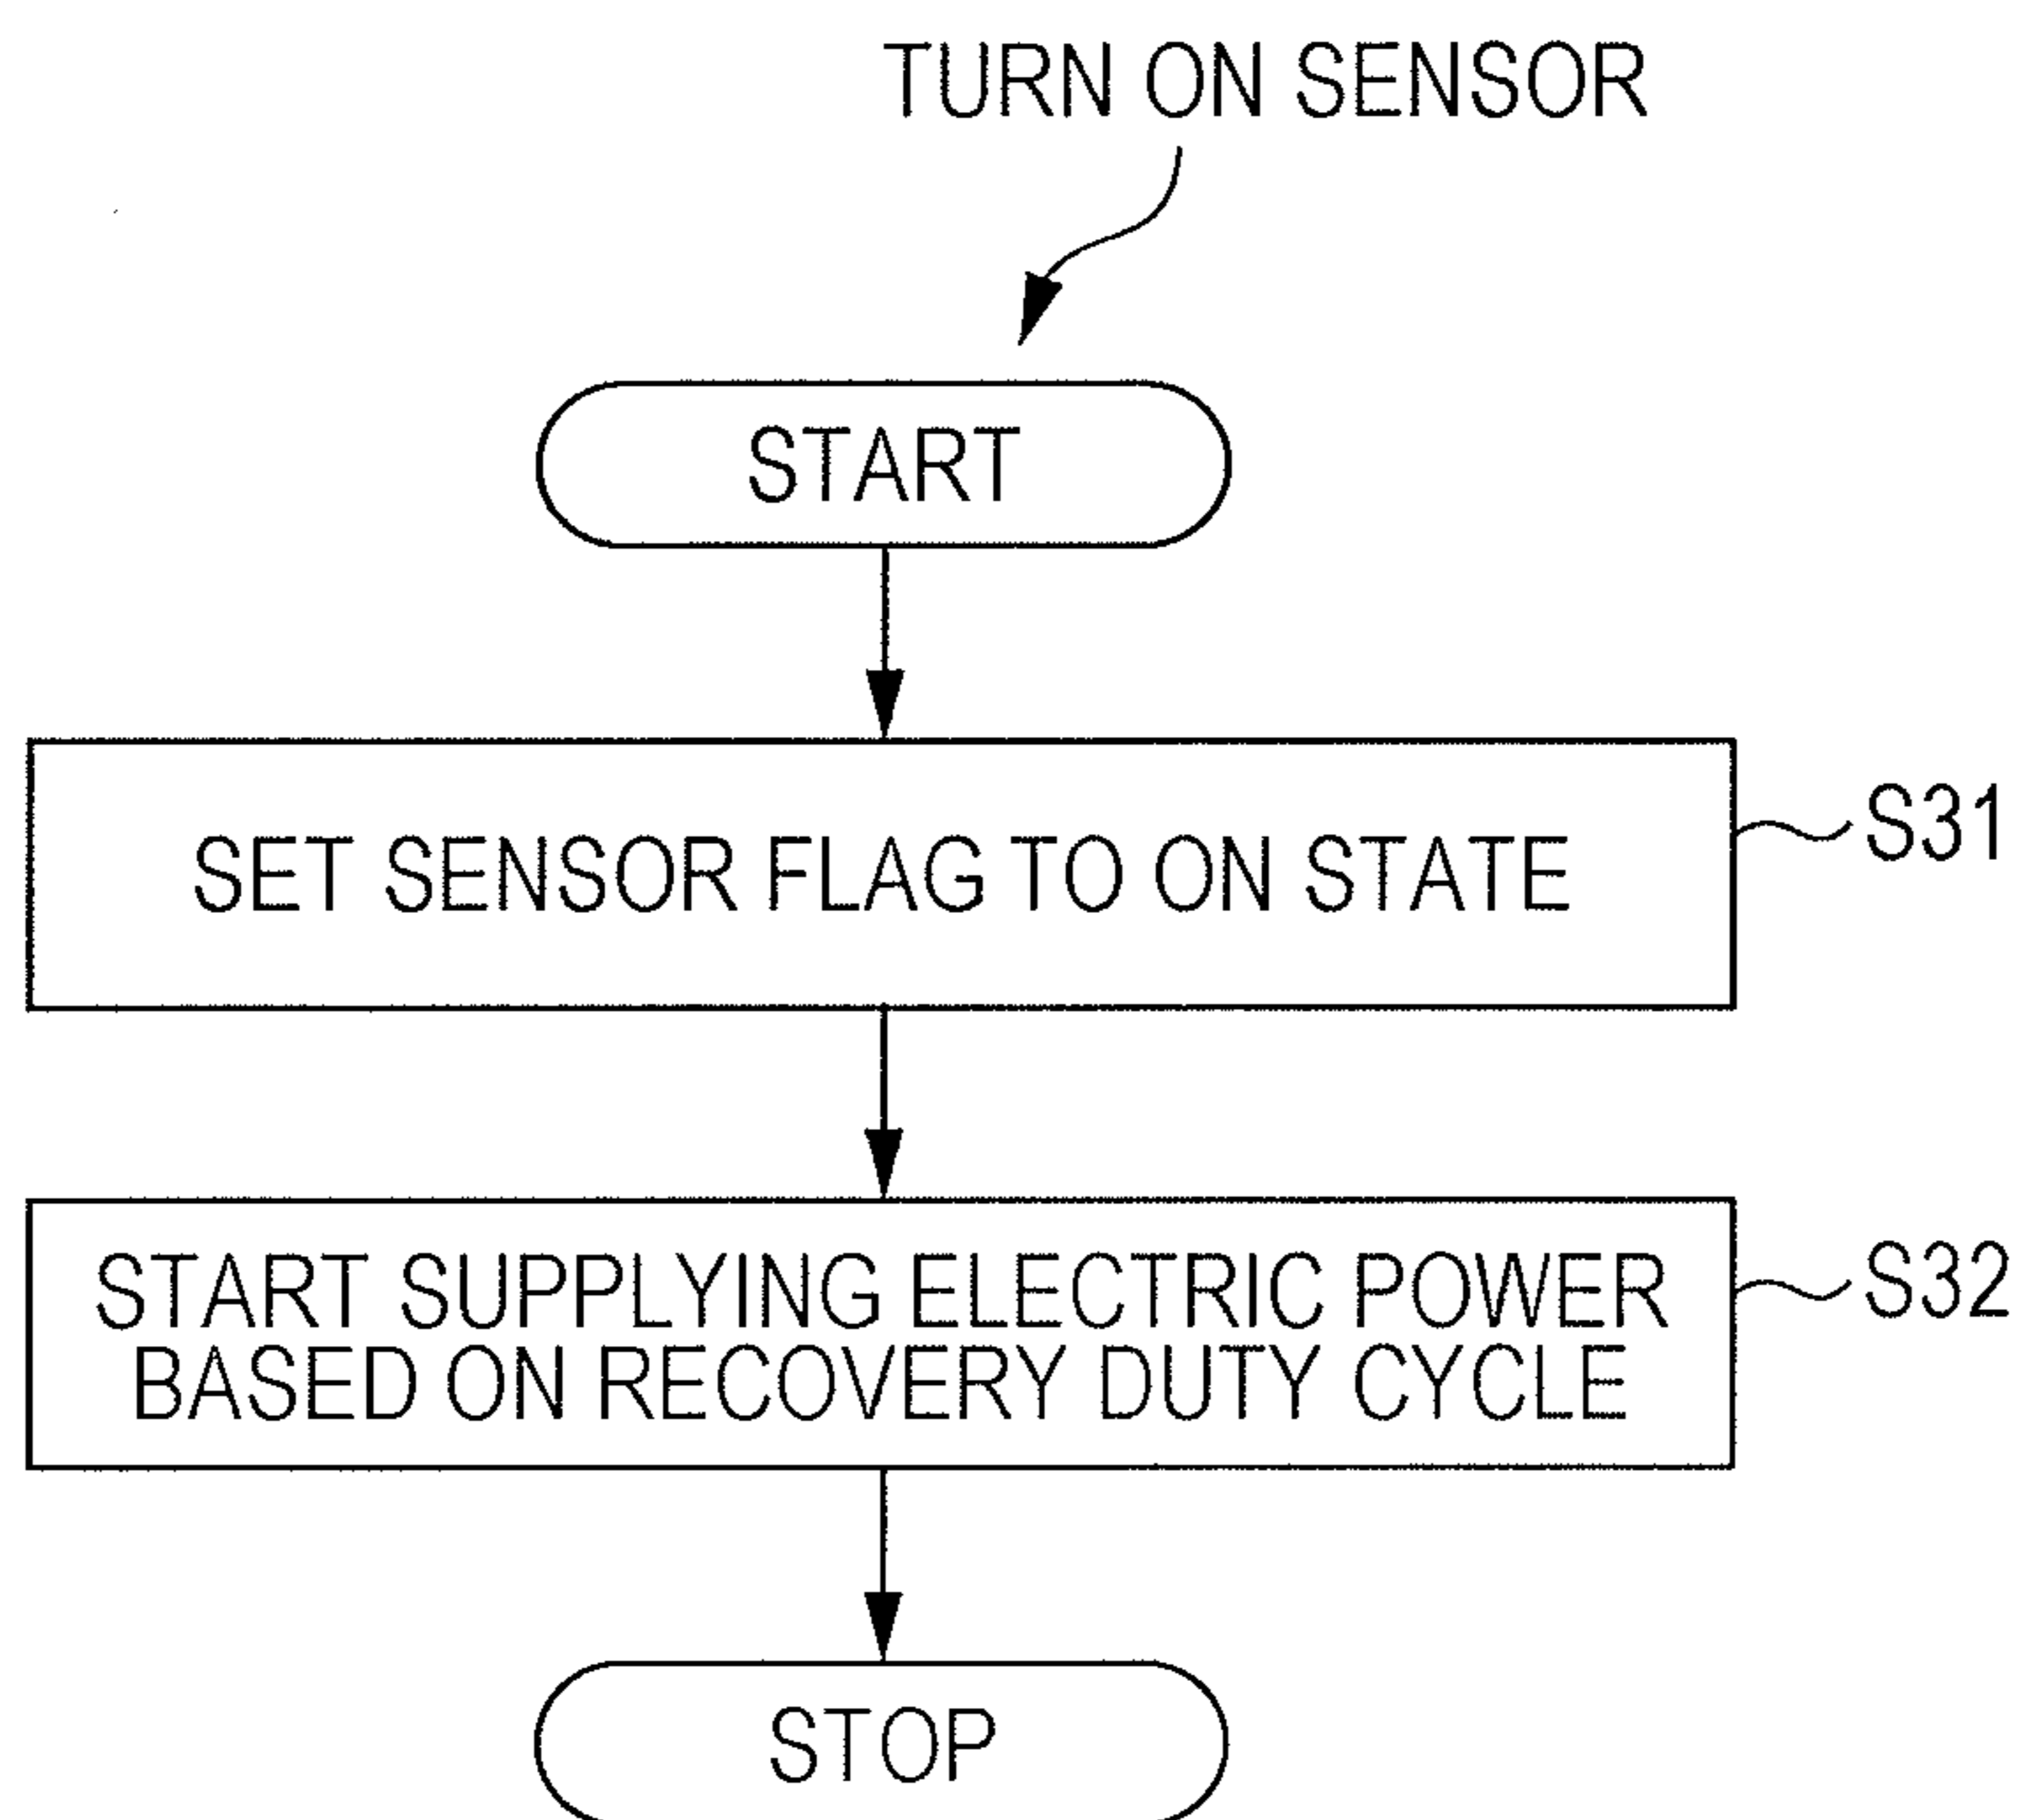 TURN ON SENSOR
START
SET SENSOR FLAG TO ON STATE
S31
START SUPPLYING ELECTRIC POWER
BASED ON RECOVERY DUTY CYCLE
S32
STOP